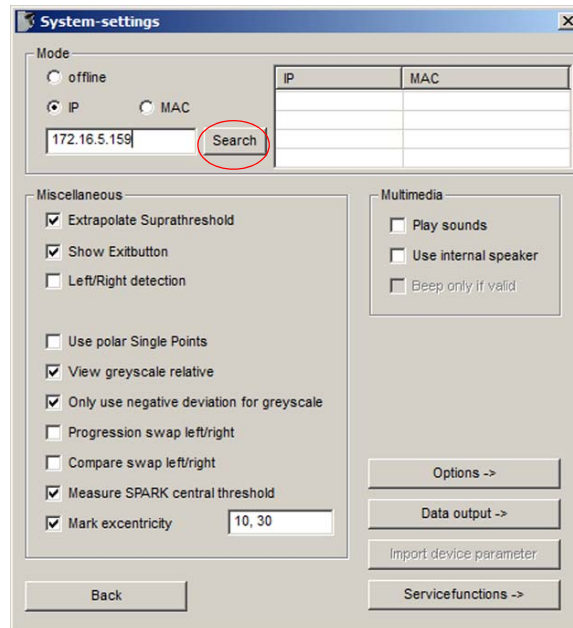 System-settings
Mode
offline
IP MAC
172.16.5.159 Search
IP MAC
Miscellaneous
Extrapolate Suprathreshold
Show Exitbutton
Left/Right detection
Use polar Single Points
View greyscale relative
Only use negative deviation for greyscale
Progression swap left/right
Compare swap left/right
Measure SPARK central threshold
Mark excentricity 10, 30
Multimedia
Play sounds
Use internal speaker
Beep only if valid
Options ->
Data output ->
Import device parameter
Servicefunctions ->
Back